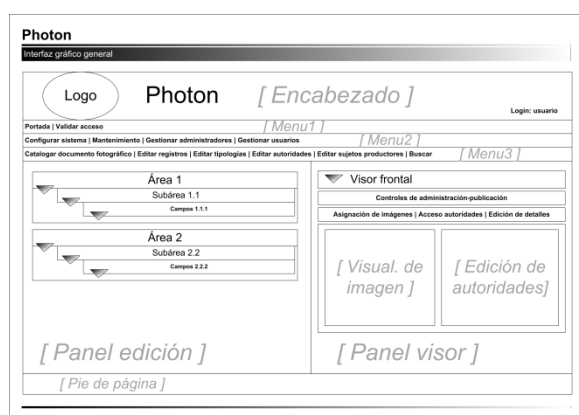 Photon
Interfaz gráfico general
Logo Photon [ Encabezado ]
Login: usuario
[ Menu1 ]
Portada | Validar acceso
Configurar sistema | Mantenimiento | Gestionar administradores | Gestionar usuarios [ Menu2 ]
Catalogar documento fotográfico | Editar registros | Editar tipologías | Editar autoridades | Editar sujetos productores | Buscar [ Menu3 ]
Área 1
Subárea 1.1
Campos 1.1.1
Área 2
Subárea 2.2
Campos 2.2.2
[ Panel edición ]
Visor frontal
Controles de administración-publicación
Asignación de imágenes | Acceso autoridades | Edición de detalles
[ Visual. de
imagen ]
[ Edición de
autoridades]
[ Panel visor ]
[ Pie de página ]